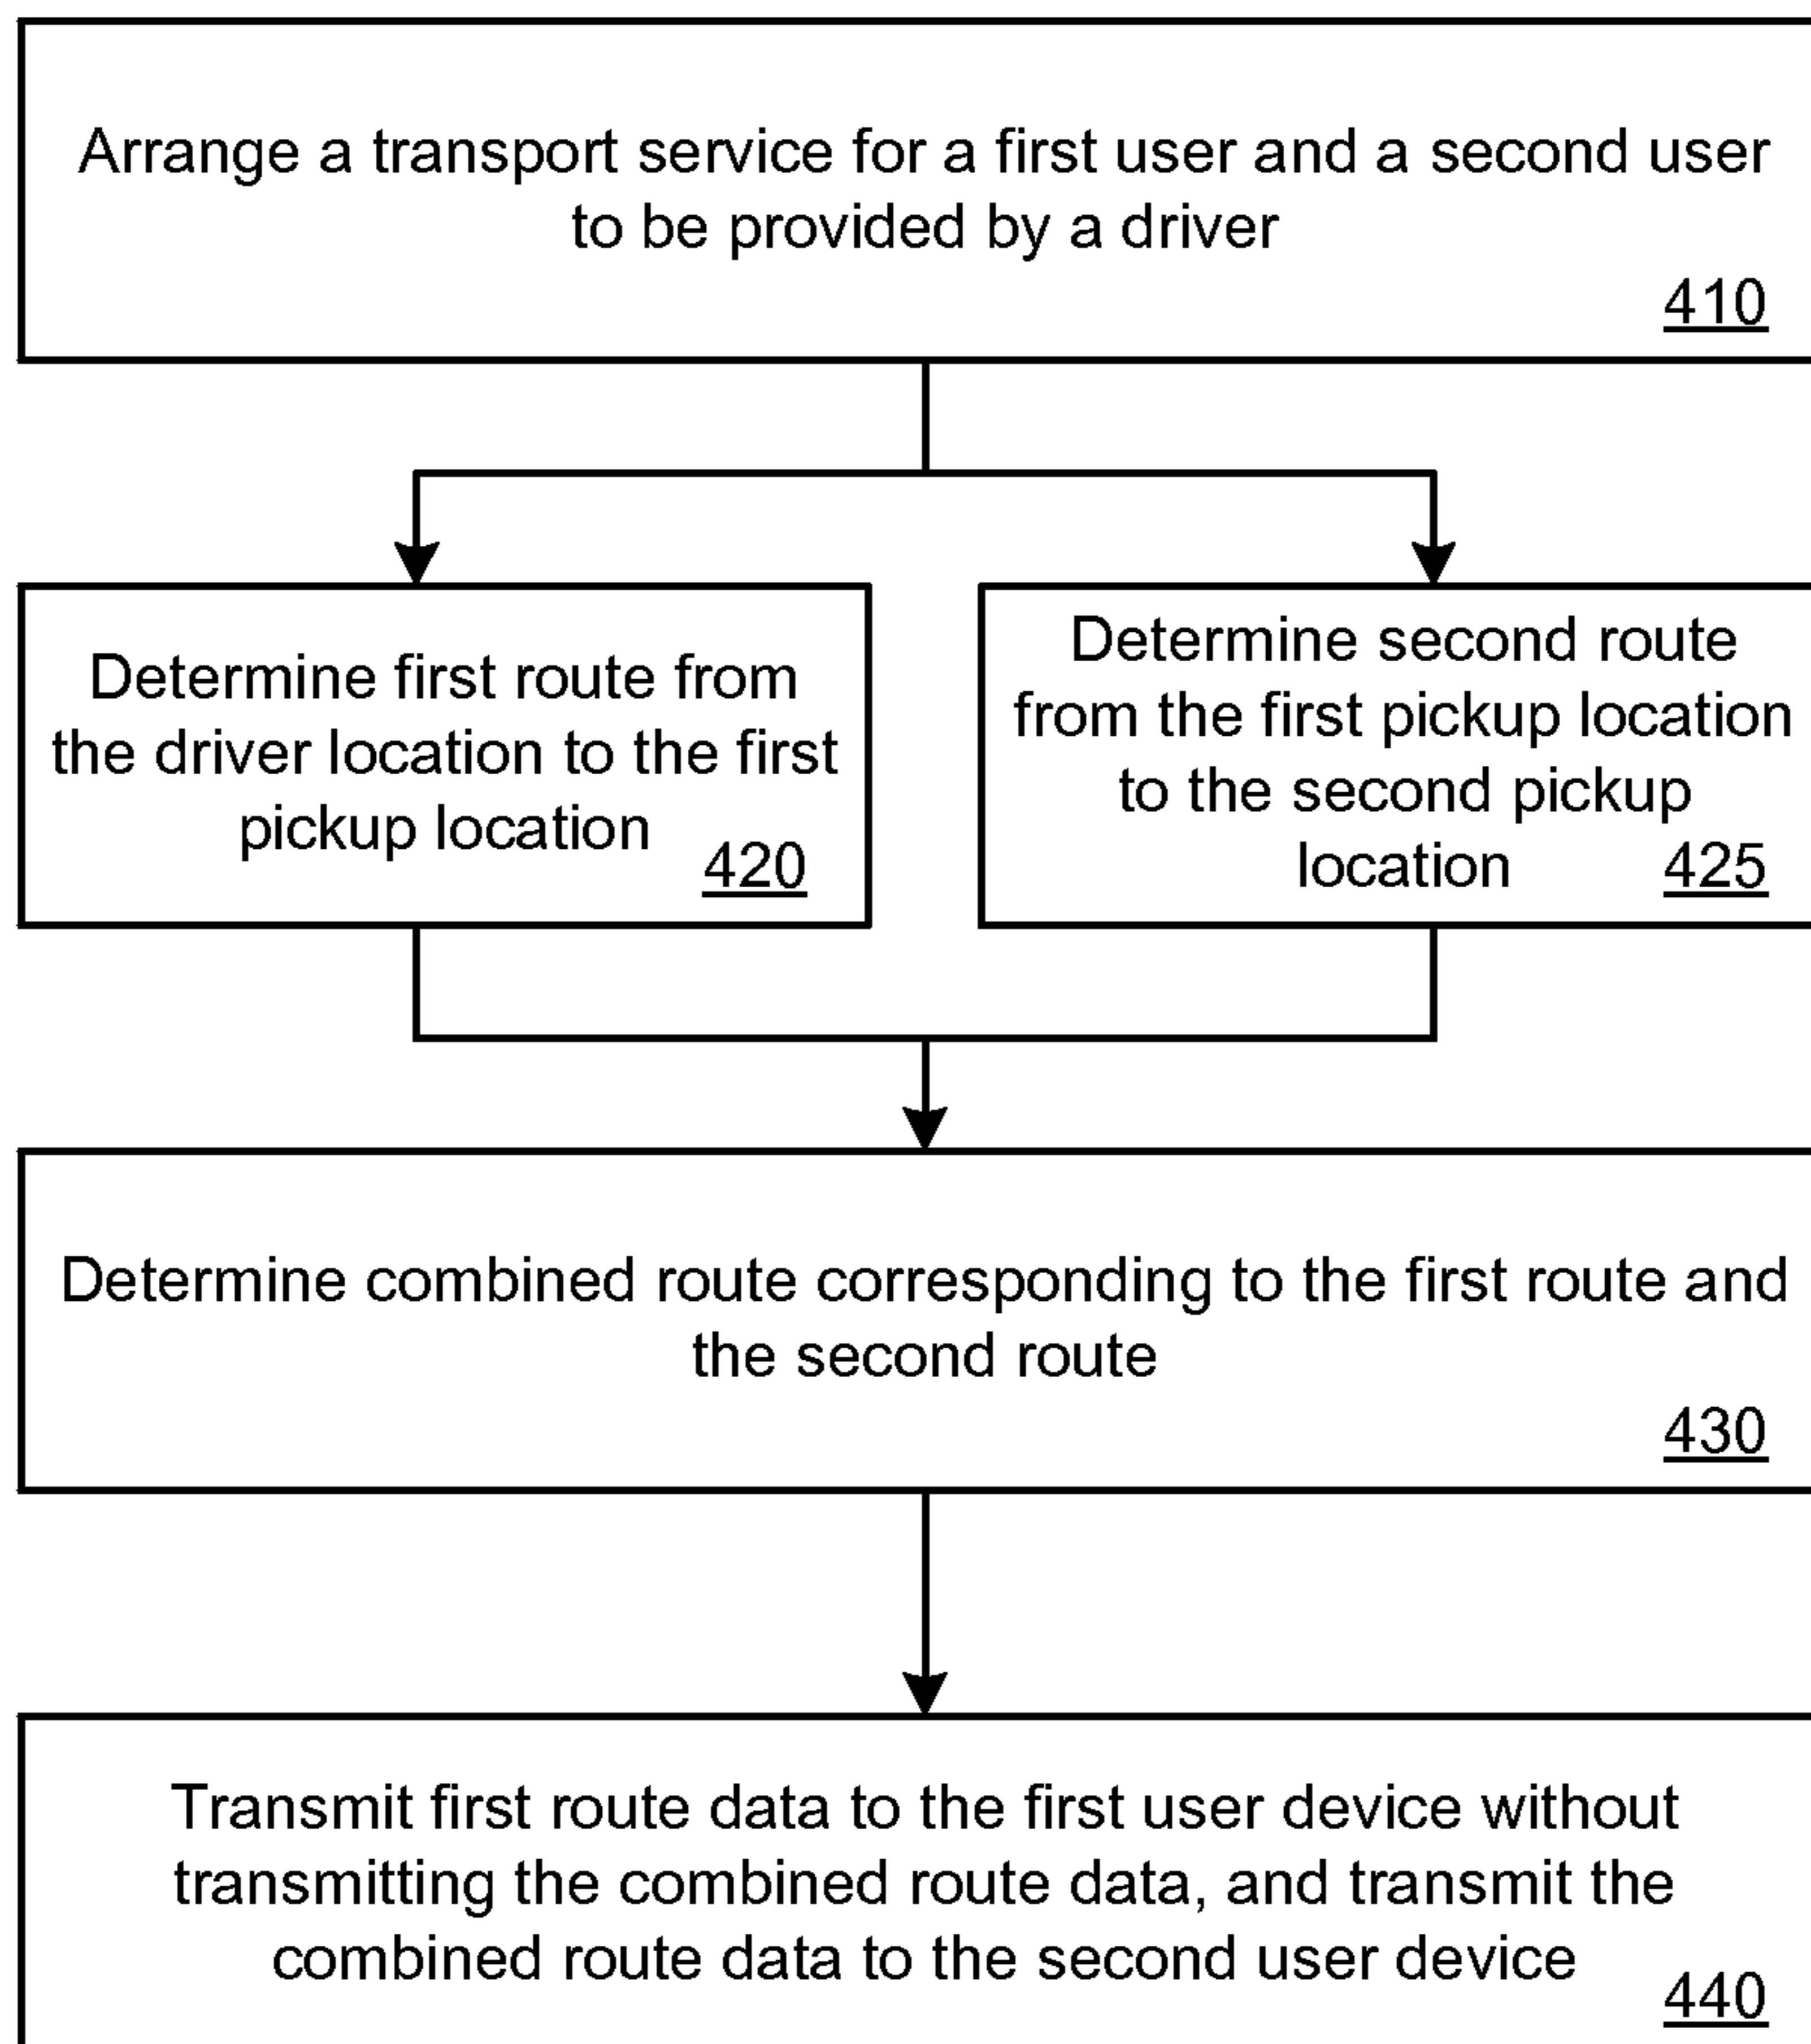 Arrange a transport service for a first user and a second user
to be provided by a driver
410
Determine first route from
the driver location to the first
pickup location
420
Determine second route
from the first pickup location
to the second pickup
location
425
Determine combined route corresponding to the first route and
the second route
430
Transmit first route data to the first user device without
transmitting the combined route data, and transmit the
combined route data to the second user device
440